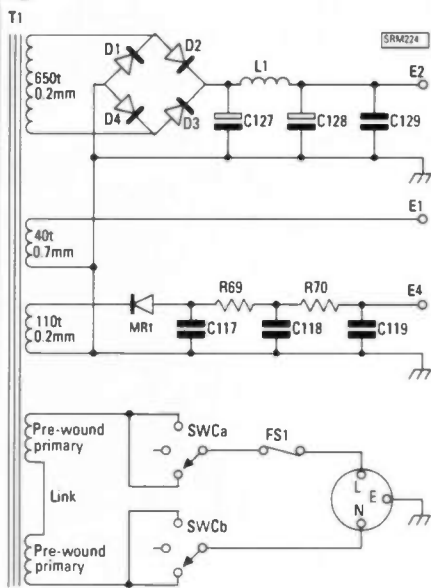 T1
SRM224
D1
D2
L1
E2
650t
0.2mm
D4
D3
C127
C128
C129
E1
40t
0.7mm
E4
R69
R70
110t
0.2mm
MR1
C117
C118
C119
Pre-wound
primary
SWCa
FS1
Link
L
E
N
SWCb
Pre-wound
primary